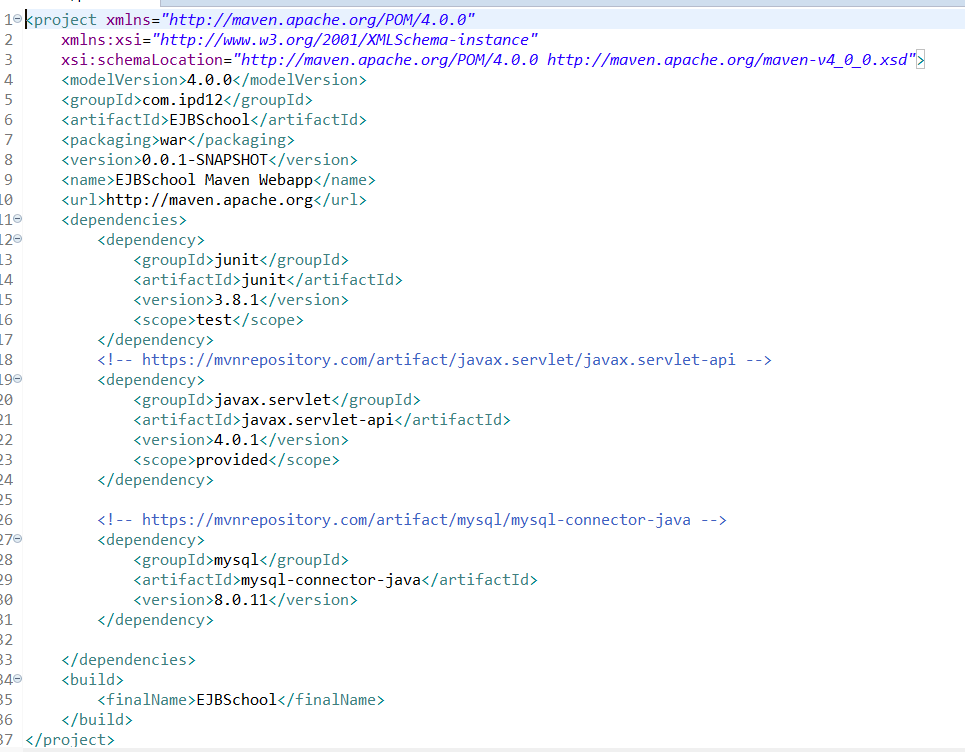 1 <project xmlns="http://maven.apache.org/POM/4.0.0"
2 xmlns:xsi="http://www.w3.org/2001/XMLSchema-instance"
3 xsi:schemaLocation="http://maven.apache.org/POM/4.0.0 http://maven.apache.org/maven-v4_0_0.xsd">
4 <modelVersion>4.0.0</modelVersion>
5 <groupId>com.ipd12</groupId>
6 <artifactId>EJBSchool</artifactId>
7 <packaging>war</packaging>
8 <version>0.0.1-SNAPSHOT</version>
9 <name>EJBSchool Maven Webapp</name>
10 <url>http://maven.apache.org</url>
11 <dependencies>
12 <dependency>
13 <groupId>junit</groupId>
14 <artifactId>junit</artifactId>
15 <version>3.8.1</version>
16 <scope>test</scope>
17 </dependency>
18 <!-- https://mvnrepository.com/artifact/javax.servlet/javax.servlet-api -->
19 <dependency>
20 <groupId>javax.servlet</groupId>
21 <artifactId>javax.servlet-api</artifactId>
22 <version>4.0.1</version>
23 <scope>provided</scope>
24 </dependency>
25
26 <!-- https://mvnrepository.com/artifact/mysql/mysql-connector-java -->
27 <dependency>
28 <groupId>mysql</groupId>
29 <artifactId>mysql-connector-java</artifactId>
30 <version>8.0.11</version>
31 </dependency>
32
33 </dependencies>
34 <build>
35 <finalName>EJBSchool</finalName>
36 </build>
37 </project>